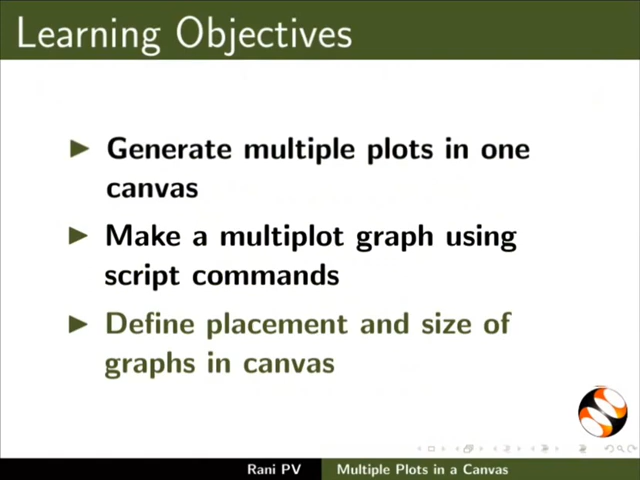 Learning Objectives
Generate multiple plots in one
canvas
Make a multiplot graph using
script commands
Define placement and size of
graphs in canvas
Rani PV Multiple Plots in a Canvas